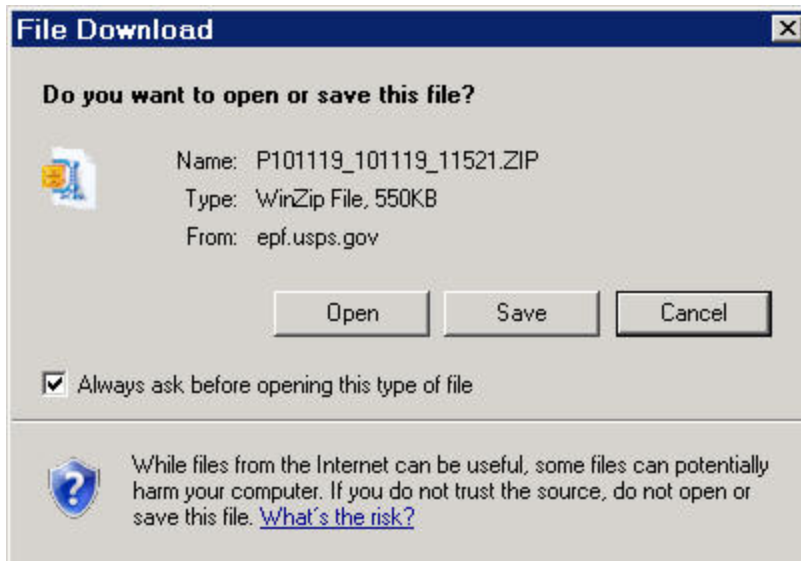 File Download
Do you want to open or save this file?
Name: P101119_101119_11521.ZIP
Type: WinZip File, 550KB
From: epf.usps.gov
Open Save Cancel
Always ask before opening this type of file
While files from the Internet can be useful, some files can potentially
harm your computer. If you do not trust the source, do not open or
save this file. What's the risk?